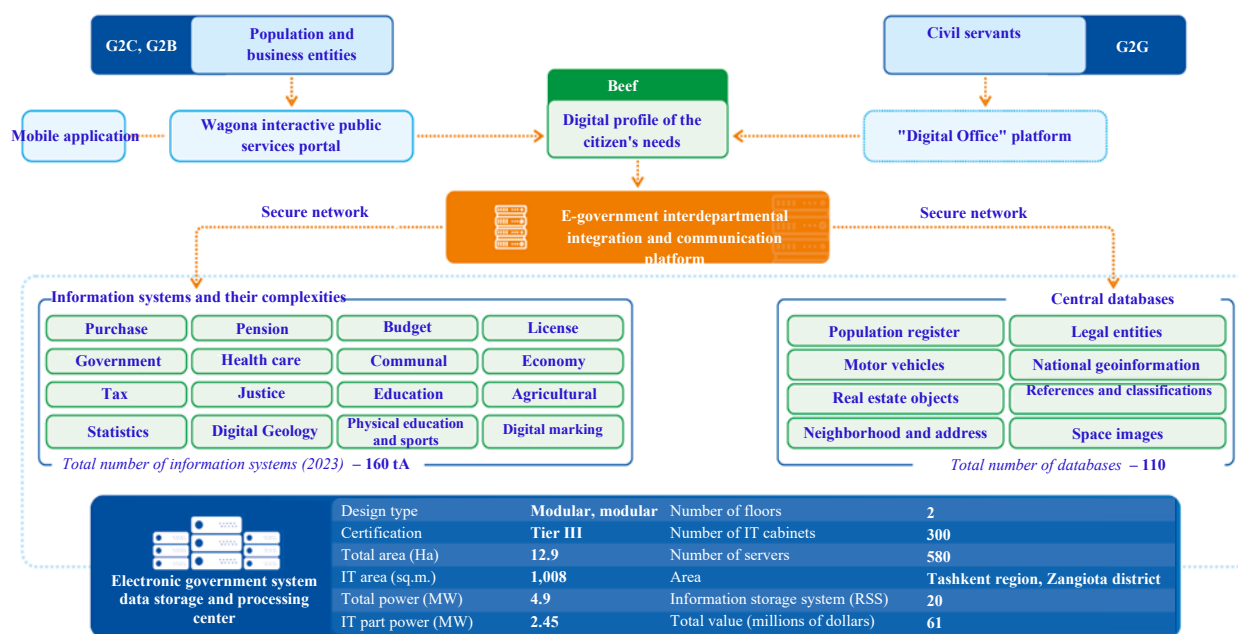 G2C, G2B
Population and
business entities
Civil servants
G2G
Beef
Mobile application
Wagona interactive public
services portal
Digital profile of the
citizen's needs
"Digital Office" platform
Secure network
E-government interdepartmental
integration and communication
platform
Secure network
Information systems and their complexities
Purchase
Pension
Budget
License
Government
Health care
Communal
Economy
Tax
Justice
Education
Agricultural
Statistics
Digital Geology
Physical education
and sports
Digital marking
Total number of information systems (2023) – 160 tA
Central databases
Population register
Legal entities
Motor vehicles
National geoinformation
Real estate objects
References and classifications
Neighborhood and address
Space images
Total number of databases – 110
Electronic government system
data storage and processing
center
Design type Modular, modular Number of floors 2
Certification Tier III Number of IT cabinets 300
Total area (Ha) 12.9 Number of servers 580
IT area (sq.m.) 1,008 Area Tashkent region, Zangiota district
Total power (MW) 4.9 Information storage system (RSS) 20
IT part power (MW) 2.45 Total value (millions of dollars) 61